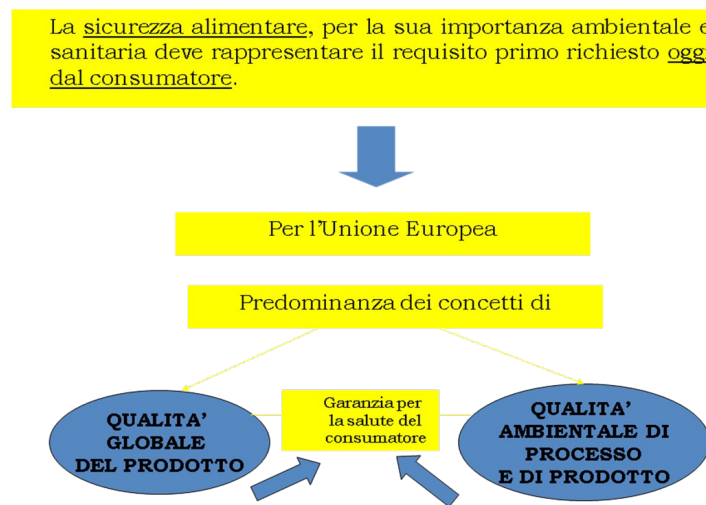 La sicurezza alimentare, per la sua importanza ambientale e
sanitaria deve rappresentare il requisito primo richiesto oggi
dal consumatore.
Per l'Unione Europea
Predominanza dei concetti di
QUALITA'
GLOBALE
DEL PRODOTTO
Garanzia per
la salute del
consumatore
QUALITA'
AMBIENTALE DI
PROCESSO
E DI PRODOTTO